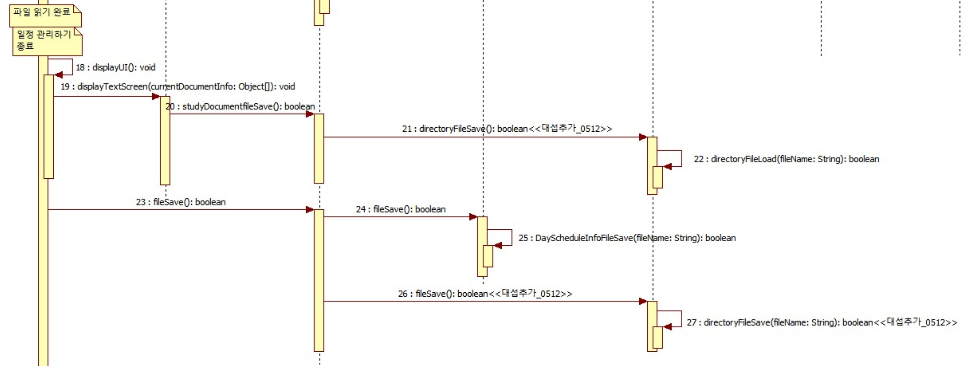 파일 읽기 완료
일정 관리하기
종료
18 : displayUI(): void
19 : displayTextScreen(currentDocumentInfo: Object[]): void
20 : studyDocumentfileSave(): boolean
21 : directoryFileSave(): boolean<<대섭추가_0512>>
22 : directoryFileLoad(fileName: String): boolean
23 : fileSave(): boolean
24 : fileSave(): boolean
25 : DayScheduleInfoFileSave(fileName: String): boolean
26 : fileSave(): boolean<<대섭추가_0512>>
27 : directoryFileSave(fileName: String): boolean<<대섭추가_0512>>